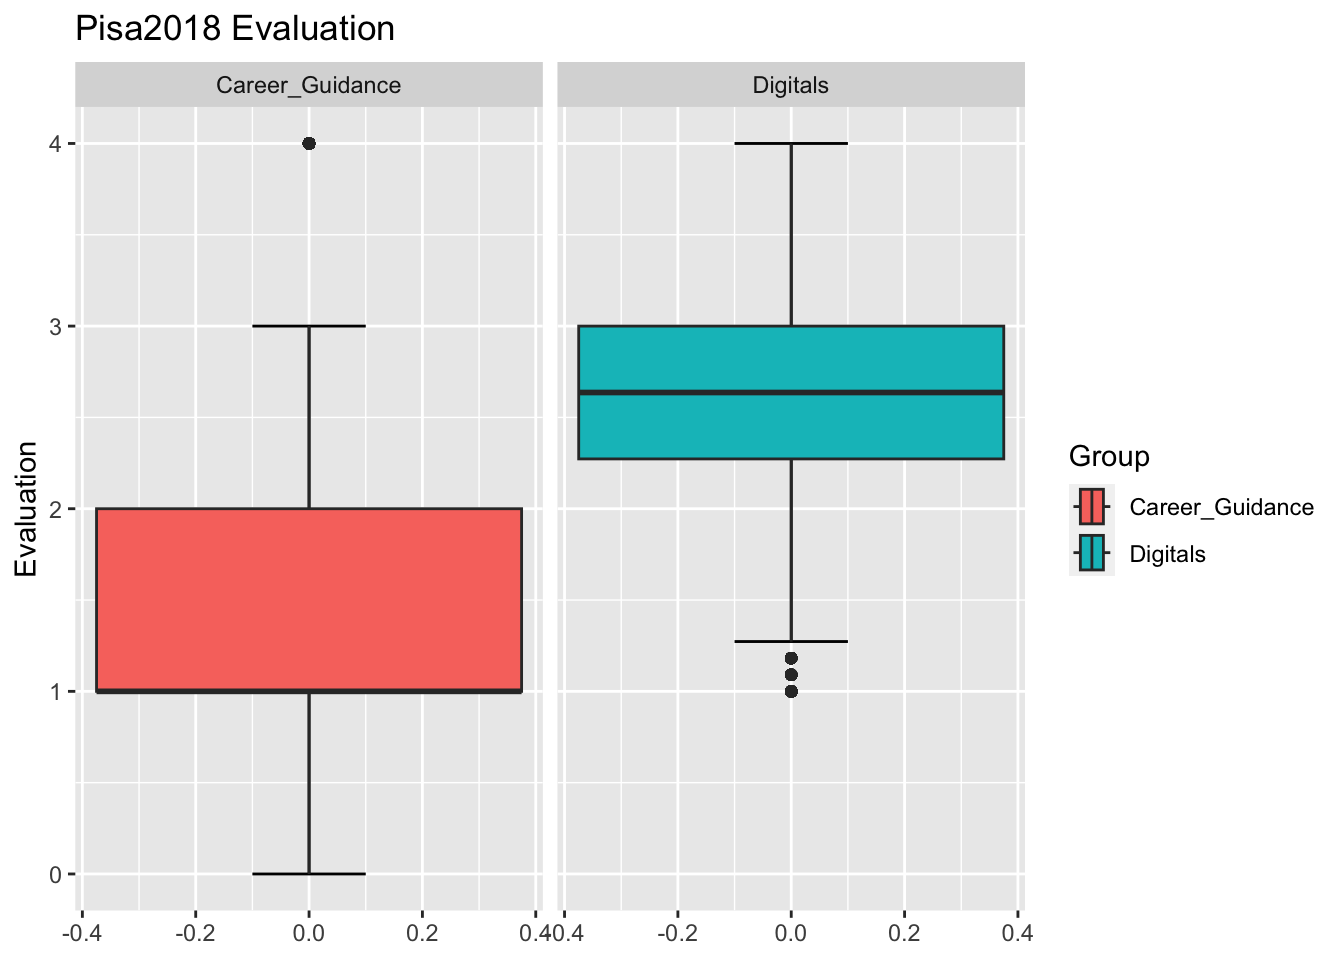 Pisa2018 Evaluation
Career_Guidance
Digitals
Evaluation
4
3
2
1
0
-0.4 -0.2 0.0 0.2 0.4
-0.4 -0.2 0.0 0.2 0.4
Group
Career_Guidance
Digitals